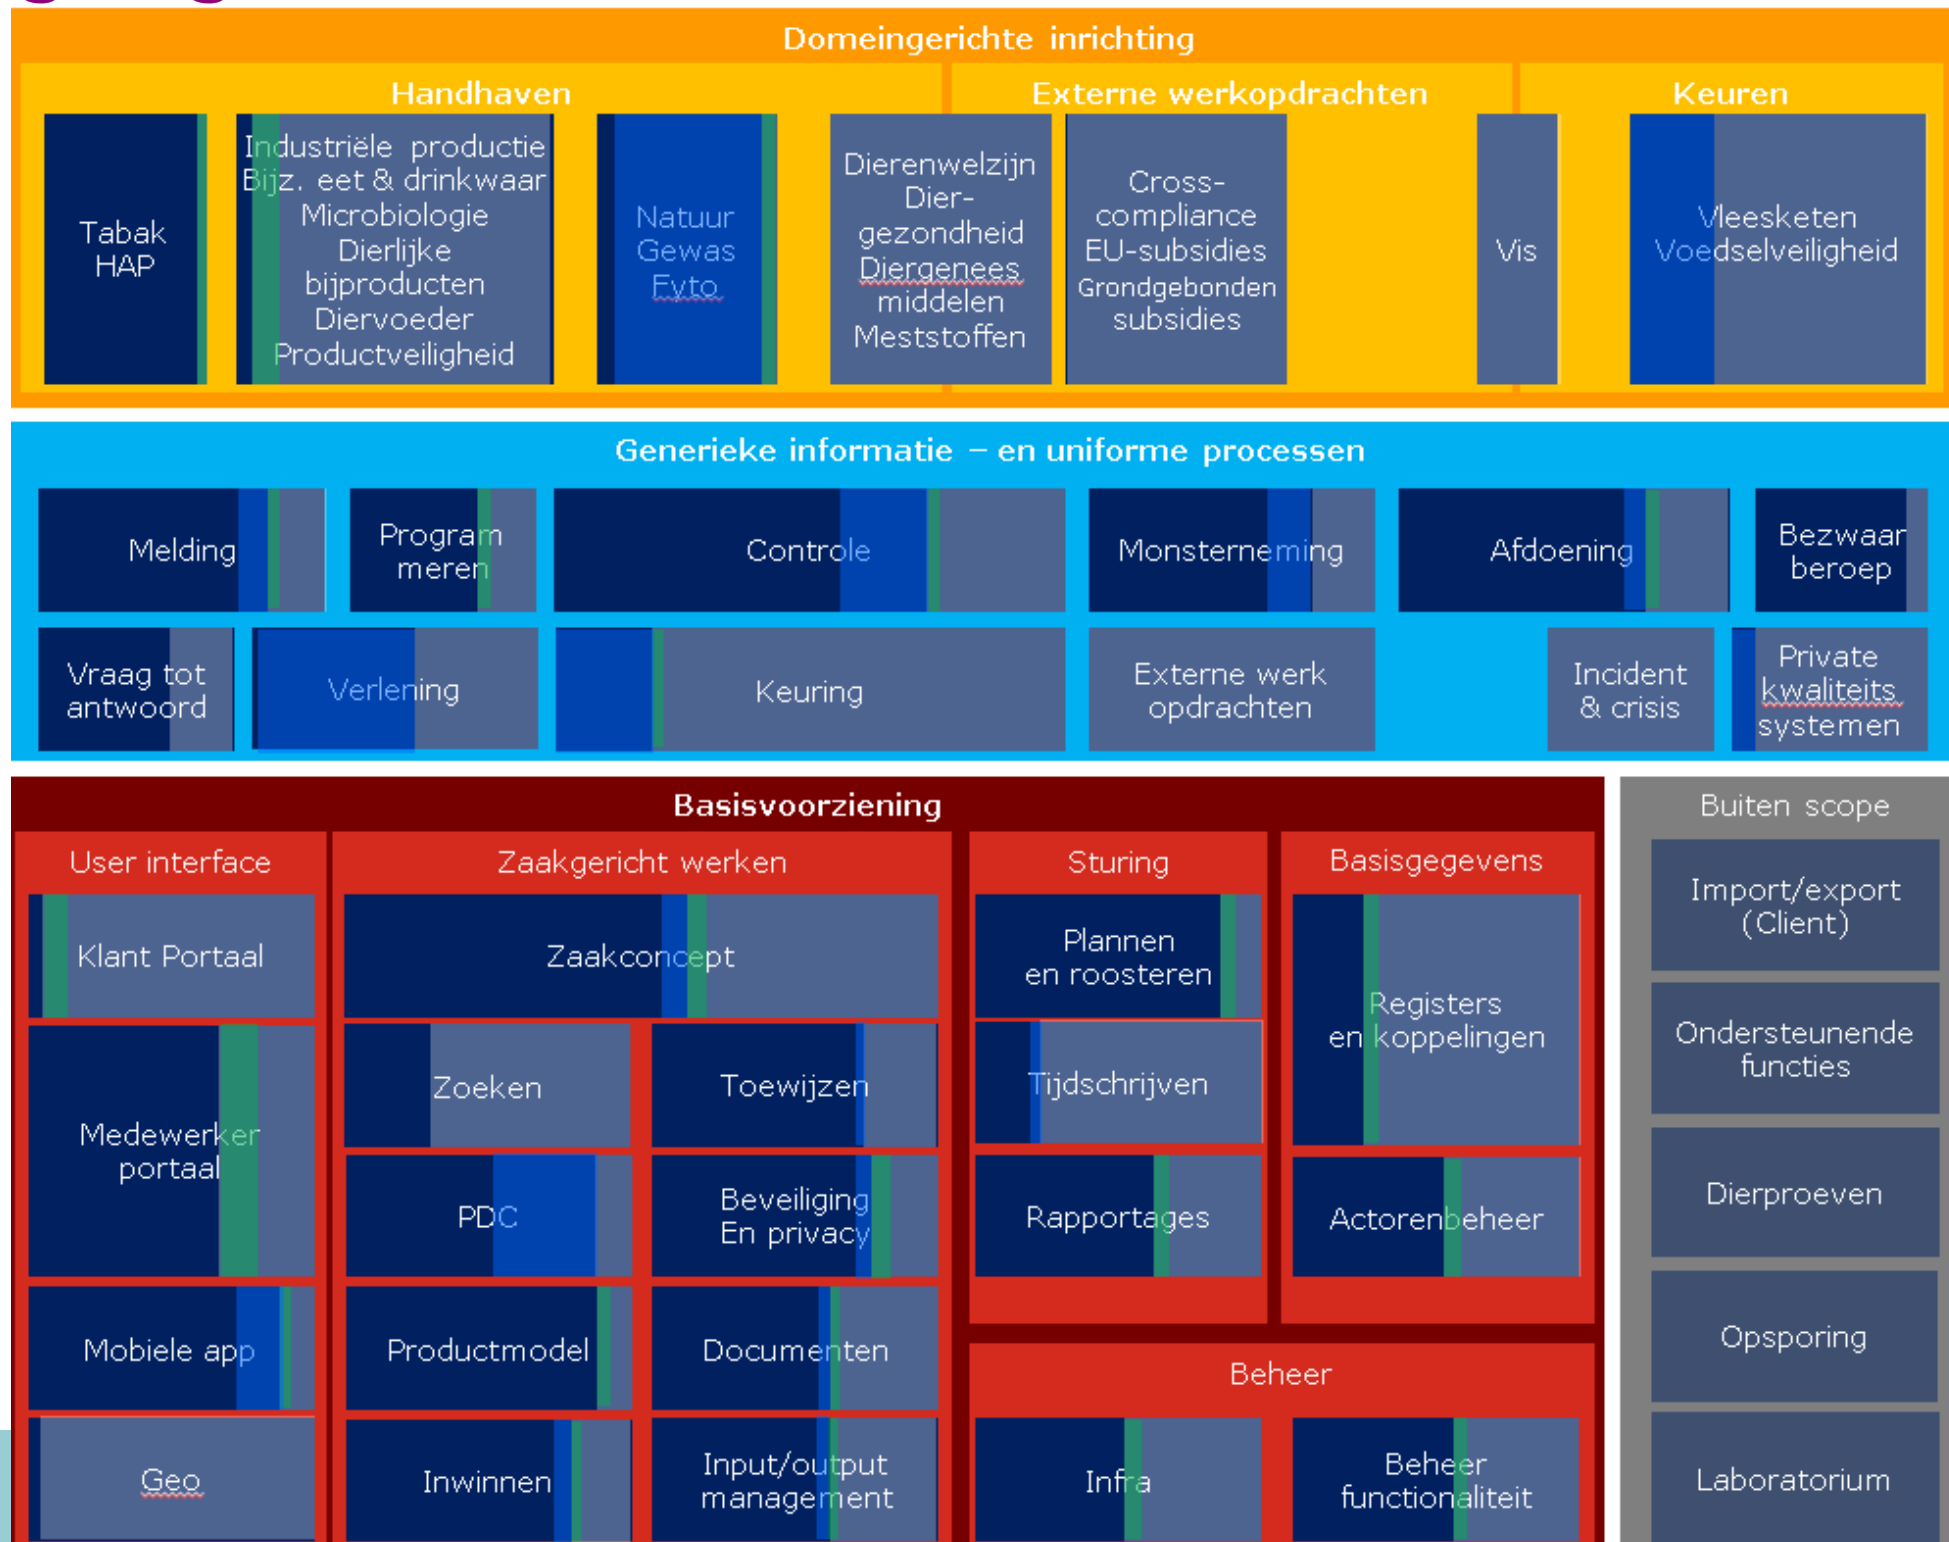 Domeingerichte inrichting
Handhaven
Externe werkopdrachten
Keuren
Tabak
HAP
Industriële productie
Bijz. eet & drinkwaar
Microbiologie
Dierlijke
bijproducten
Diervoeder
Productveiligheid
Natuur
Gewas
Fyto
Dierenwelzijn
Dier-
gezondheid
Diergenees
middelen
Meststoffen
Cross-
compliance
EU-subsidies
Grondgebonden
subsidies
Vis
Vleesketen
Voedselveiligheid
Generieke informatie – en uniforme processen
Melding
Program
meren
Controle
Monsterneming
Afdoening
Bezwaar
beroep
Vraag tot
antwoord
Verlening
Keuring
Externe werk
opdrachten
Incident
& crisis
Private
kwaliteits
systemen
Basisvoorziening
User interface
Klant Portaal
Medewerker
portaal
Mobiele app
Geo
Zaakgericht werken
Zaakconcept
Zoeken
Toewijzen
PDC
Beveiliging
En privacy
Productmodel
Documenten
Inwinnen
Input/output
management
Sturing
Plannen
en roosteren
Tijdschrijven
Rapportages
Basisgegevens
Registers
en koppelingen
Actorenbeheer
Beheer
Infra
Beheer
functionaliteit
Buiten scope
Import/export
(Client)
Ondersteunende
functies
Dierproeven
Opsporing
Laboratorium